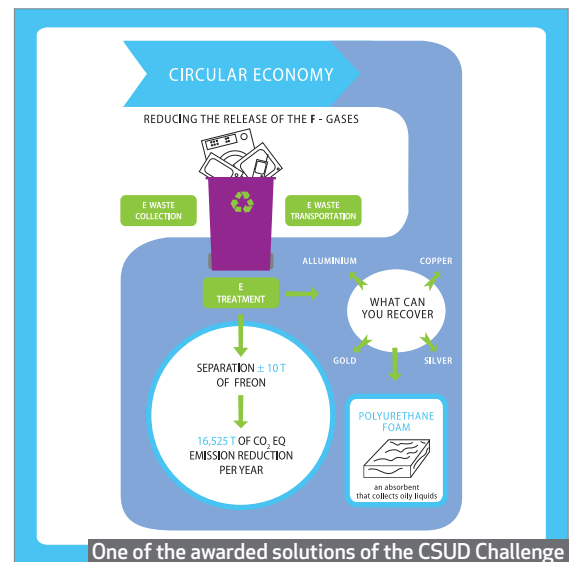 CIRCULAR ECONOMY
REDUCING THE RELEASE OF THE F - GASES
E WASTE
COLLECTION
E WASTE
TRANSPORTATION
E
TREATMENT
ALLUMINIUM
COPPER
WHAT CAN
YOU RECOVER
GOLD
SILVER
SEPARATION ± 10 T
OF FREON
16,525 T OF CO₂ EQ
EMISSION REDUCTION
PER YEAR
POLYURETHANE
FOAM
an absorbent
that collects oily liquids
One of the awarded solutions of the CSUD Challenge